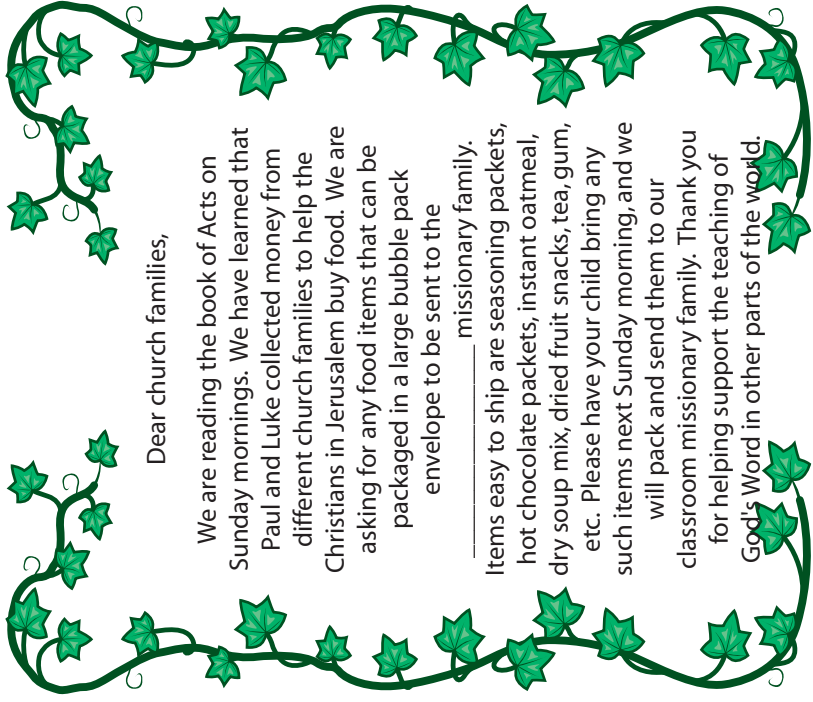 Dear church families,
We are reading the book of Acts on
Sunday mornings. We have learned that
Paul and Luke collected money from
different church families to help the
Christians in Jerusalem buy food. We are
asking for any food items that can be
packaged in a large bubble pack
envelope to be sent to the
____________________ missionary family.
Items easy to ship are seasoning packets,
hot chocolate packets, instant oatmeal,
dry soup mix, dried fruit snacks, tea, gum,
etc. Please have your child bring any
such items next Sunday morning, and we
will pack and send them to our
classroom missionary family. Thank you
for helping support the teaching of
God's Word in other parts of the world.